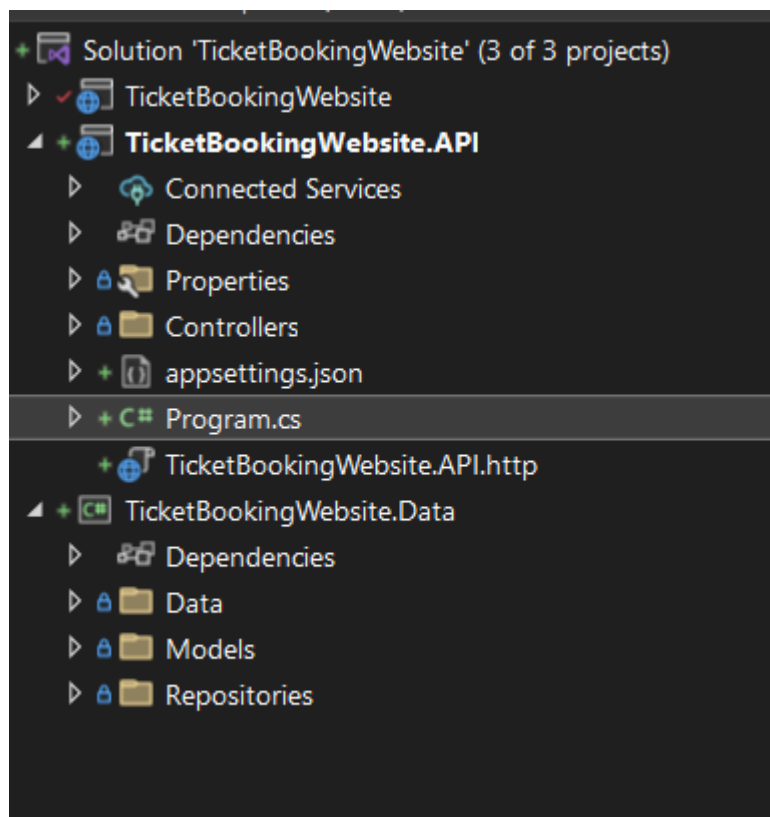 Solution 'TicketBookingWebsite' (3 of 3 projects)
TicketBookingWebsite
TicketBookingWebsite.API
Connected Services
Dependencies
Properties
Controllers
appsettings.json
C# Program.cs
TicketBookingWebsite.API.http
C# TicketBookingWebsite.Data
Dependencies
Data
Models
Repositories